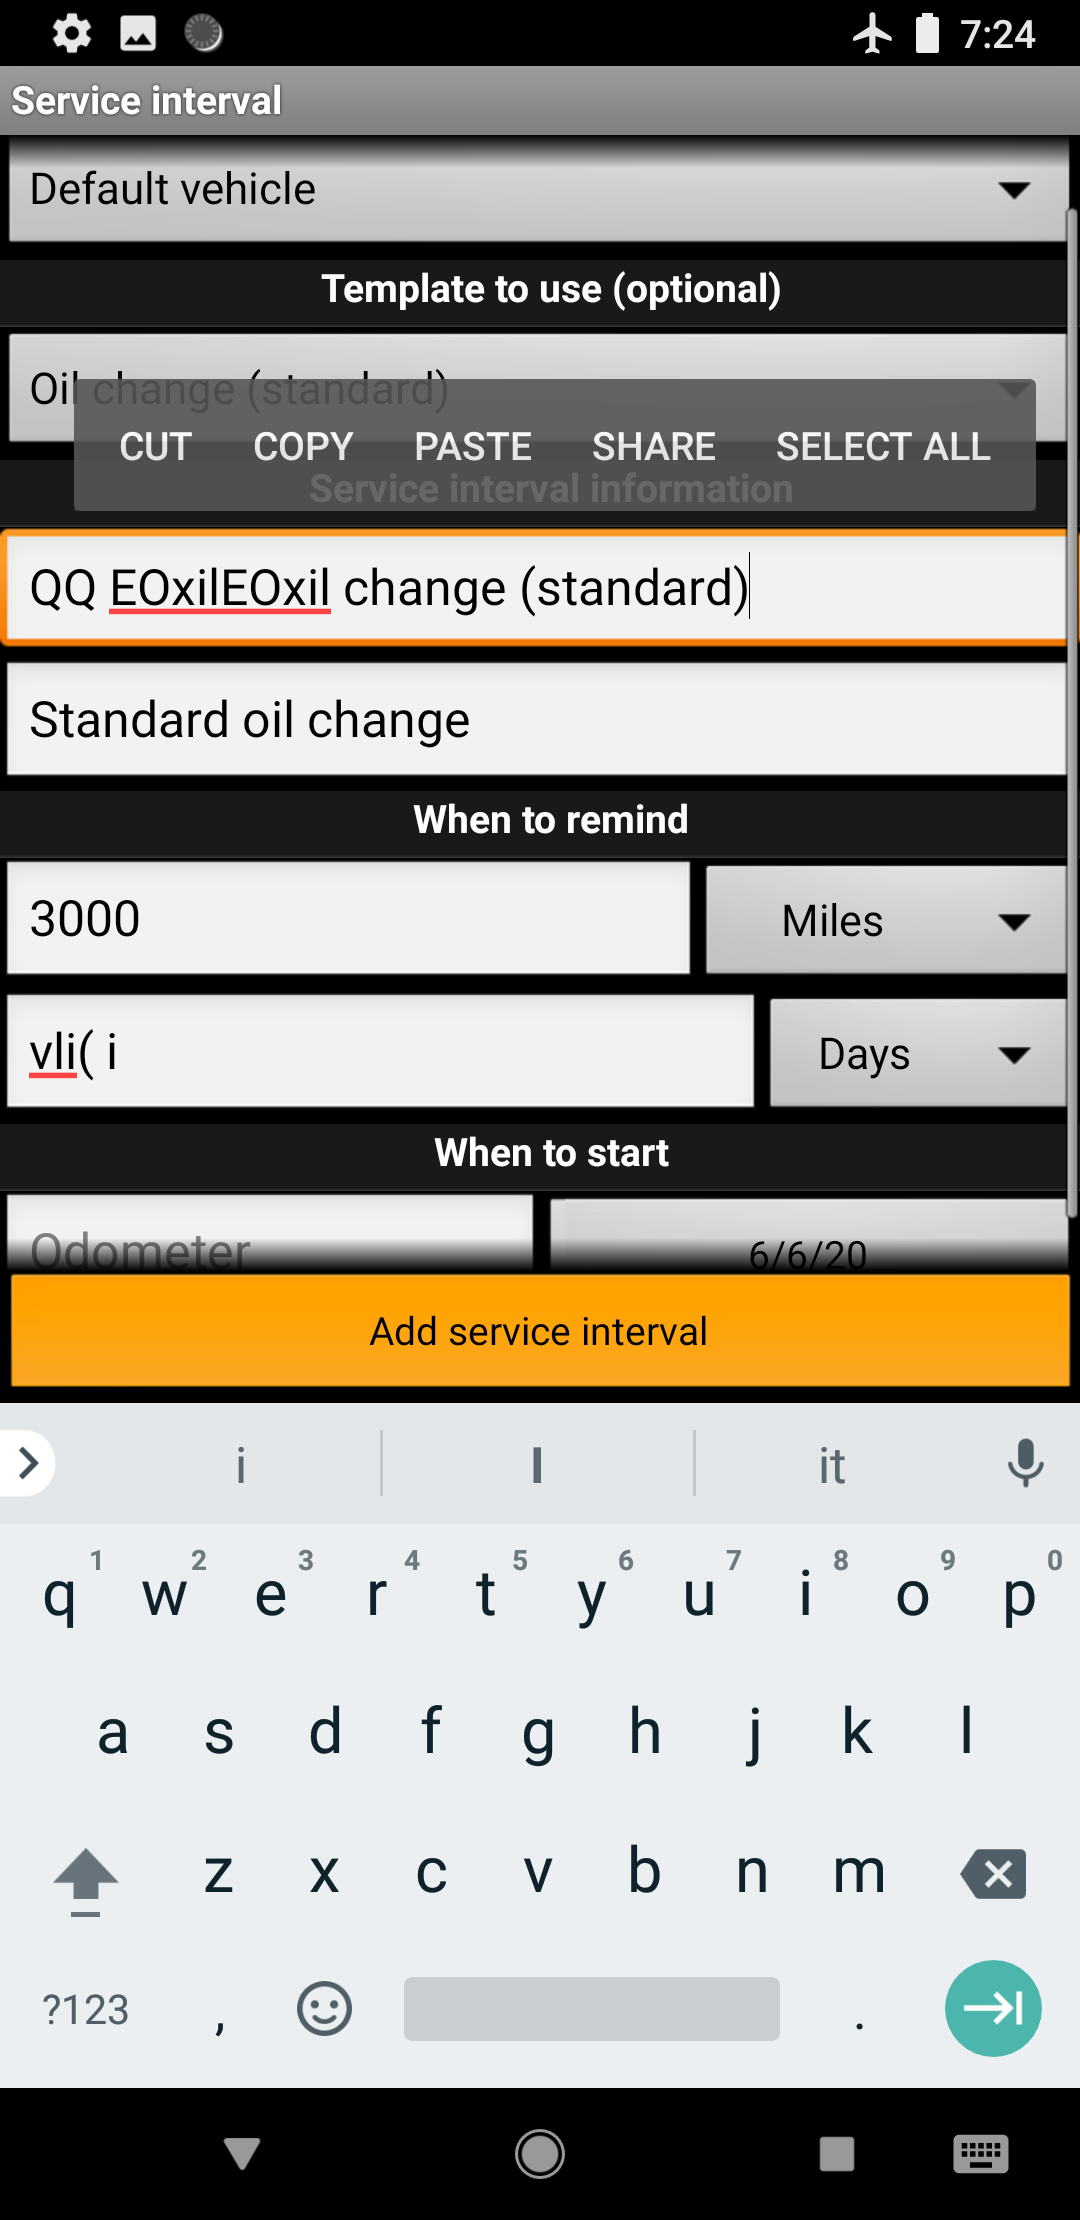 7:24
Service interval
Default vehicle
Template to use (optional)
Oil change (standard)
CUT COPY PASTE SHARE SELECT ALL
Service interval information
QQ EOxilEOxil change (standard)
Standard oil change
When to remind
3000 Miles
vli( i Days
When to start
Odometer 6/6/20
Add service interval
i I it
1 2 3 4 5 6 7 8 9 0
q w e r t y u i o p
a s d f g h j k l
z x c v b n m
?123 , .